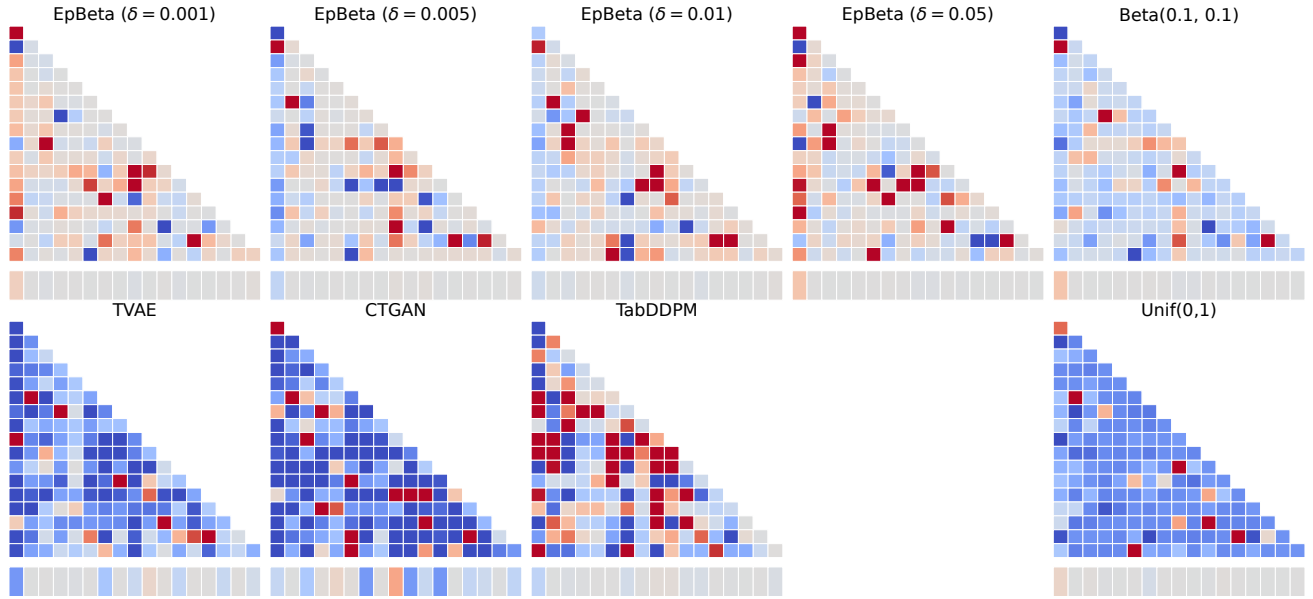 EpBeta (δ = 0.001)
EpBeta (δ = 0.005)
EpBeta (δ = 0.01)
EpBeta (δ = 0.05)
Beta(0.1, 0.1)
TVAE
CTGAN
TabDDPM
Unif(0,1)